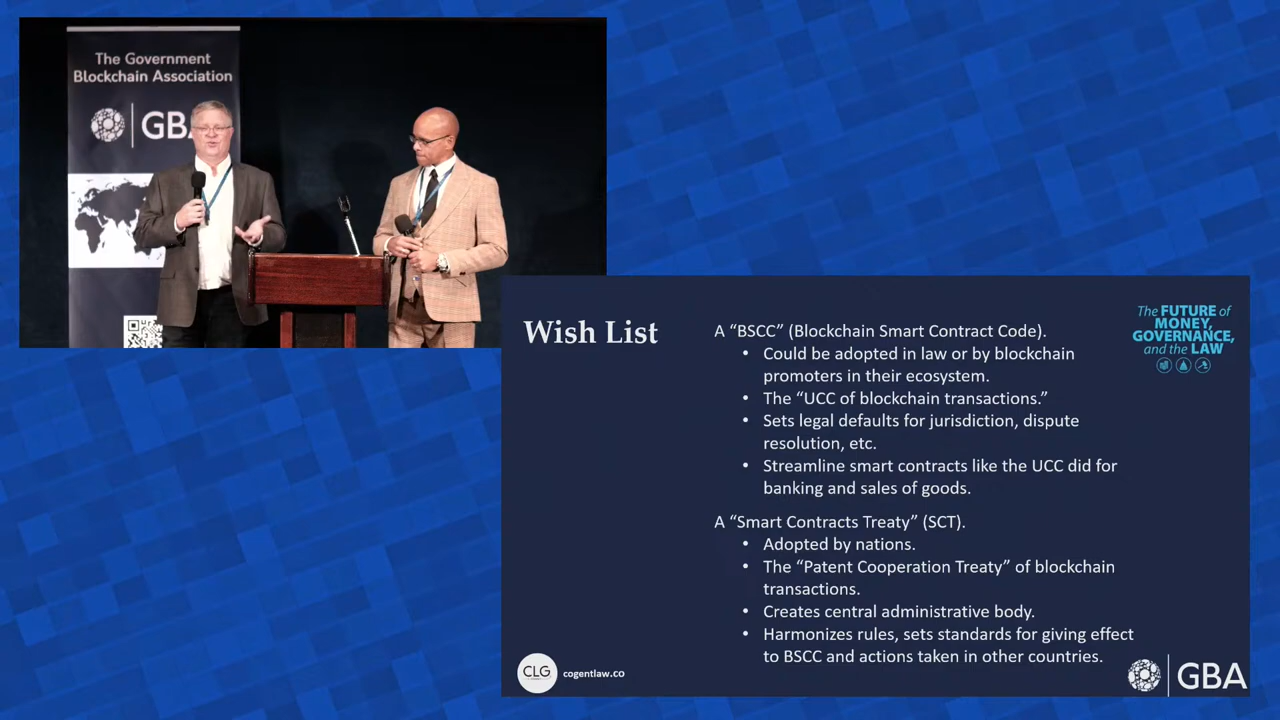 The Government
Blockchain Association
GBA
Wish List
A “BSCC” (Blockchain Smart Contract Code).
• Could be adopted in law or by blockchain
promoters in their ecosystem.
• The “UCC of blockchain transactions.”
• Sets legal defaults for jurisdiction, dispute
resolution, etc.
• Streamline smart contracts like the UCC did for
banking and sales of goods.
A “Smart Contracts Treaty” (SCT).
• Adopted by nations.
• The “Patent Cooperation Treaty” of blockchain
transactions.
• Creates central administrative body.
• Harmonizes rules, sets standards for giving effect
to BSCC and actions taken in other countries.
The FUTURE of
MONEY,
GOVERNANCE,
and the LAW
CLG
cogentlaw.co
GBA